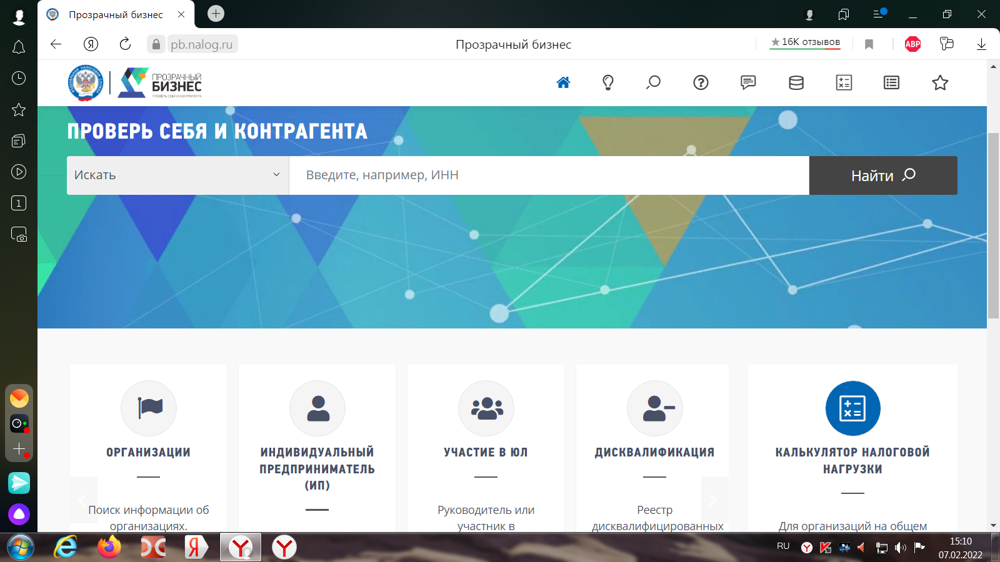 Прозрачный бизнес
Я
pb.nalog.ru
Прозрачный бизнес
16K отзывов
ABP
ПРОЗРАЧНЫЙ
БИЗНЕС
ПРОВЕРЬ СЕБЯ И КОНТРАГЕНТА
ПРОВЕРЬ СЕБЯ И КОНТРАГЕНТА
Искать
Введите, например, ИНН
Найти
1
ОРГАНИЗАЦИИ
Поиск информации об
организациях.
ИНДИВИДУАЛЬНЫЙ
ПРЕДПРИНИМАТЕЛЬ
(ИП)
УЧАСТИЕ В ЮЛ
Руководитель или
участник в
ДИСКВАЛИФИКАЦИЯ
Реестр
дисквалифицированных
КАЛЬКУЛЯТОР НАЛОГОВОЙ
НАГРУЗКИ
Для организаций на общем
Я
RU
15:10
07.02.2022